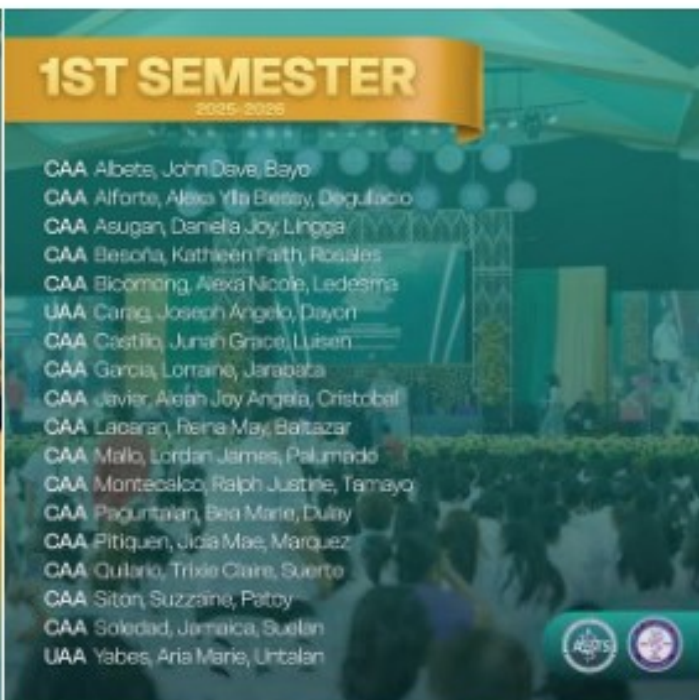 1ST SEMESTER
2025-2026
CAA Albete, John Dave, Bayo
CAA Alforte, Alexa Ylla Blessy, Degullacio
CAA Asugan, Daniella Joy, Lingga
CAA Besoña, Kathleen Faith, Rosales
CAA Bicomong, Alexa Nicole, Ledesma
UAA Carag, Joseph Angelo, Dayon
CAA Castillo, Junah Grace, Luisen
CAA Garcia, Lorraine, Jarabata
CAA Javier, Aleah Joy Angela, Cristobal
CAA Lacaran, Reina May, Baltazar
CAA Mallo, Lordan James, Palumado
CAA Montecalco, Ralph Justine, Tamayo
CAA Paguntalan, Bea Marie, Dulay
CAA Pitiquen, Jicia Mae, Marquez
CAA Quilario, Trixie Claire, Suerte
CAA Siton, Suzzaine, Patoy
CAA Soledad, Jamaica, Suelan
UAA Yabes, Aria Marie, Untalan